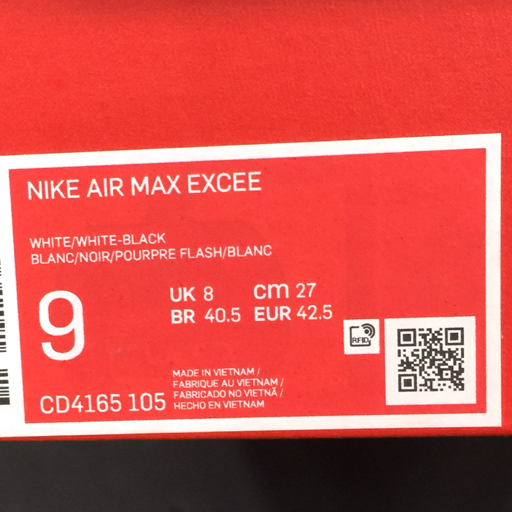 NIKE AIR MAX EXCEE
WHITE/WHITE-BLACK
BLANC/NOIR/POURPRE FLASH/BLANC
9
UK 8 cm 27
BR 40.5 EUR 42.5
RFID
CD4165 105
MADE IN VIETNAM /
FABRIQUE AU VIETNAM /
FABRICADO NO VIETNÃ /
HECHO EN VIETNAM